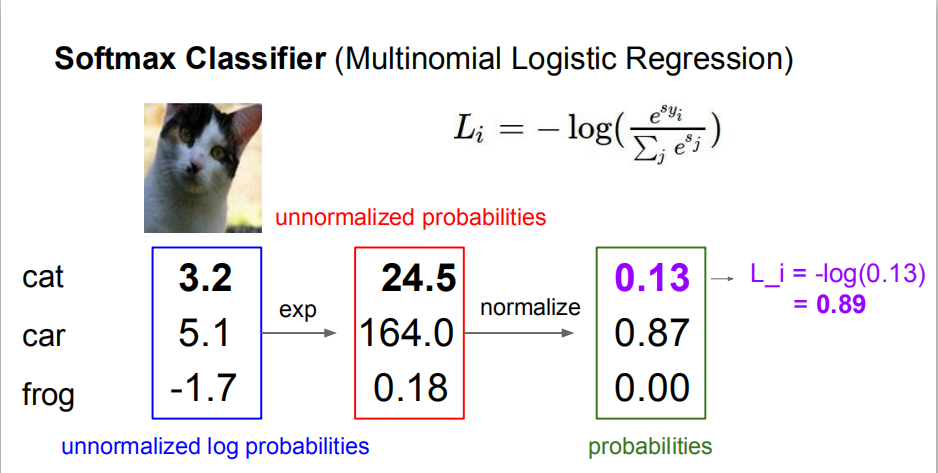 Softmax Classifier (Multinomial Logistic Regression)
L_i = − log(e^{s_{y_i}} / ∑_j e^{s_j})
unnormalized probabilities
cat 3.2 24.5 0.13 L_i = -log(0.13)
= 0.89
exp normalize
car 5.1 164.0 0.87
frog -1.7 0.18 0.00
unnormalized log probabilities probabilities